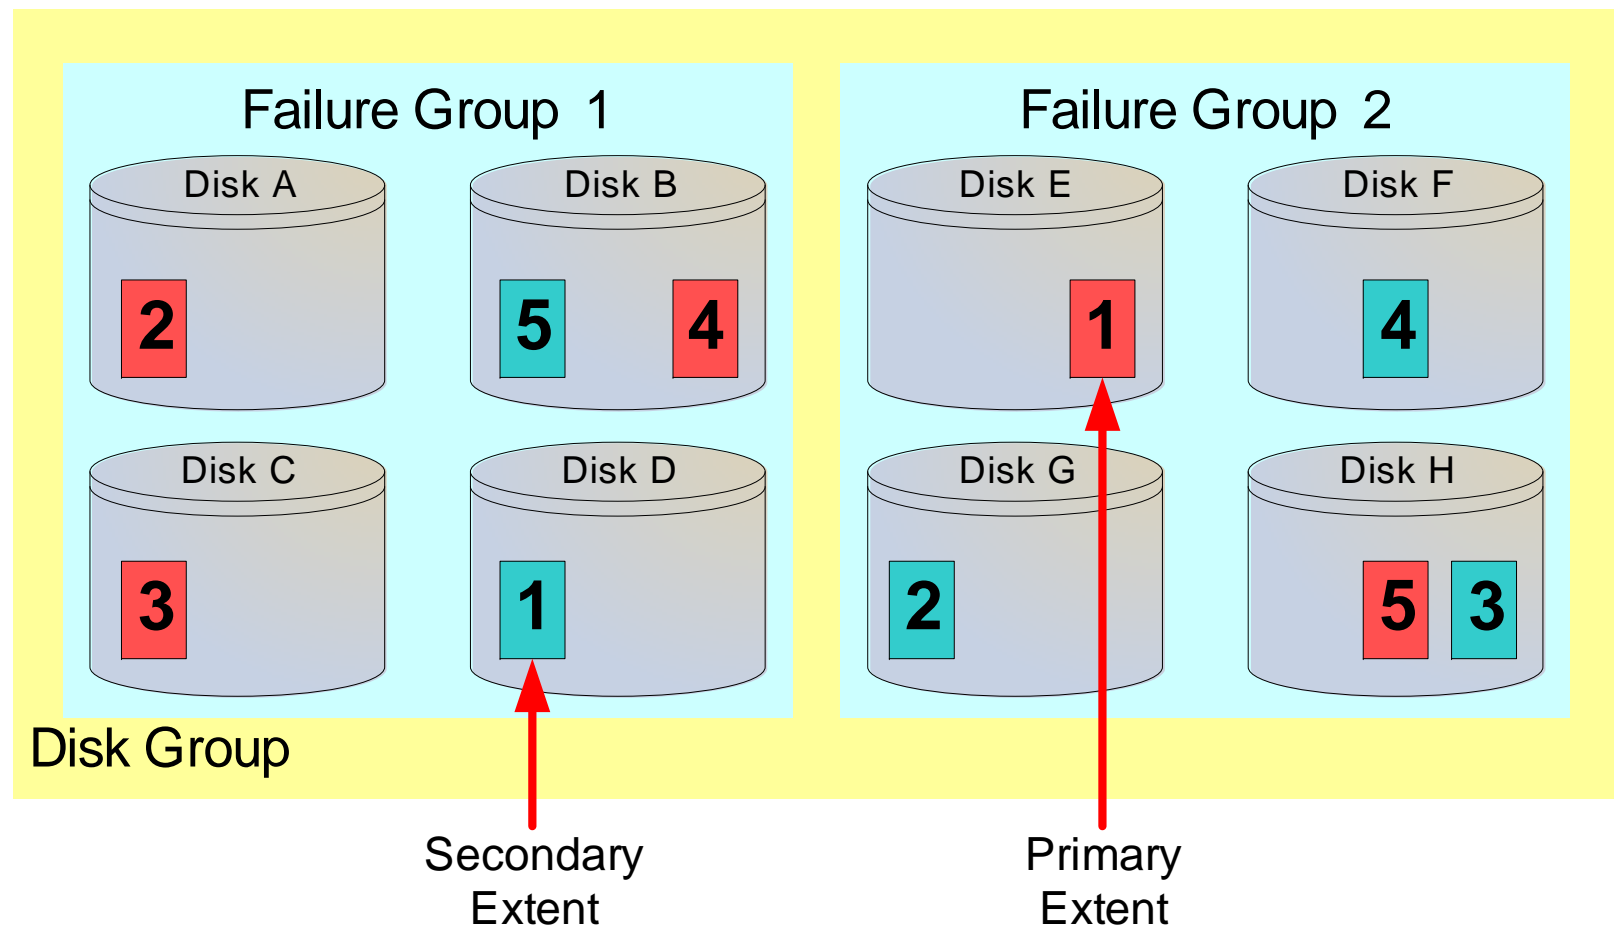 Failure Group 1
Failure Group 2
Disk A
Disk B
Disk E
Disk F
2
5
4
1
4
Disk C
Disk D
Disk G
Disk H
3
1
2
5
3
Disk Group
Secondary
Extent
Primary
Extent